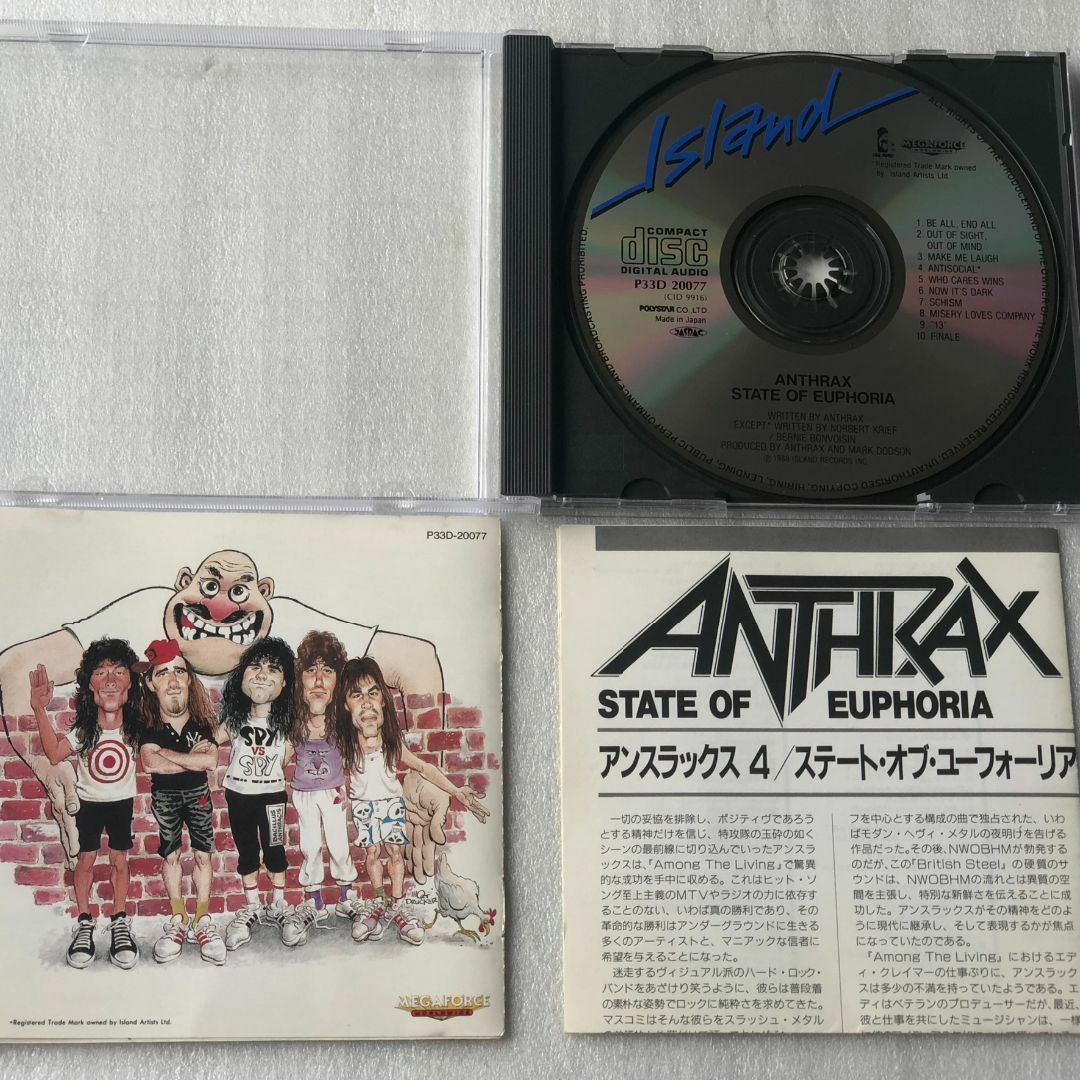 Island
ISLAND
MEGAFORCE
WORLDWIDE
*Registered Trade Mark owned
by Island Artists Ltd.
COMPACT
disc
DIGITAL AUDIO
P33D 20077
(CID 9916)
POLYSTAR CO.,LTD
Made in Japan
JASRAC
1. BE ALL, END ALL
2. OUT OF SIGHT,
OUT OF MIND
3. MAKE ME LAUGH
4. ANTISOCIAL*
5. WHO CARES WINS
6. NOW IT'S DARK
7. SCHISM
8. MISERY LOVES COMPANY
9. "13"
10. FINALE
ANTHRAX
STATE OF EUPHORIA
WRITTEN BY ANTHRAX
EXCEPT* WRITTEN BY NORBERT KRIEF
/ BERNIE BONVOISIN
PRODUCED BY ANTHRAX AND MARK DODSON
℗ 1988 ISLAND RECORDS INC.
ALL RIGHTS OF THE PRODUCER AND OF THE OWNER OF THE WORK REPRODUCED RESERVED. UNAUTHORISED COPYING, HIRING, LENDING, PUBLIC PERFORMANCE AND BROADCASTING PROHIBITED.
P33D-20077
NYC
SPY
VS
SPY
BACILLUS
ANTHRACIS
MORT
DRUCKER
MEGAFORCE
WORLDWIDE
*Registered Trade Mark owned by Island Artists Ltd.
ANTHRAX
STATE OF EUPHORIA
アンスラックス 4/ステート・オブ・ユーフォーリア
一切の妥協を排除し、ポジティヴであろう
とする精神だけを信じ、特攻隊の玉砕の如く
シーンの最前線に切り込んでいったアンスラ
ックスは、「Among The Living」で驚異
的な成功を手中に収める。これはヒット・ソ
ング至上主義のMTVやラジオの力に依存す
ることのない、いわば真の勝利であり、その
革命的な勝利はアンダーグラウンドに生きる
多くのアーティストと、マニアックな信者に
希望を与えることになった。
迷走するヴィジュアル派のハード・ロック・
バンドをあざけり笑うように、彼らは普段着
の素朴な姿勢でロックに純粋さを求めてきた。
マスコミはそんな彼らをスラッシュ・メタル
フを中心とする構成の曲で独占された、いわ
ばモダン・ヘヴィ・メタルの夜明けを告げる
作品だった。その後、NWOBHMが勃発する
のだが、この「British Steel」の硬質のサ
ウンドは、NWOBHMの流れとは異質の空
間を主張し、特別な新鮮さを伝えることに成
功した。アンスラックスがその精神をどのよ
うに現代に継承し、そして表現するかが焦点
になっていたのである。
『Among The Living』におけるエデ
ィ・クレイマーの仕事ぶりに、アンスラック
スは多少の不満を持っていたようである。エ
ディはベテランのプロデューサーだが、最近、
彼と仕事を共にしたミュージシャンは、一様